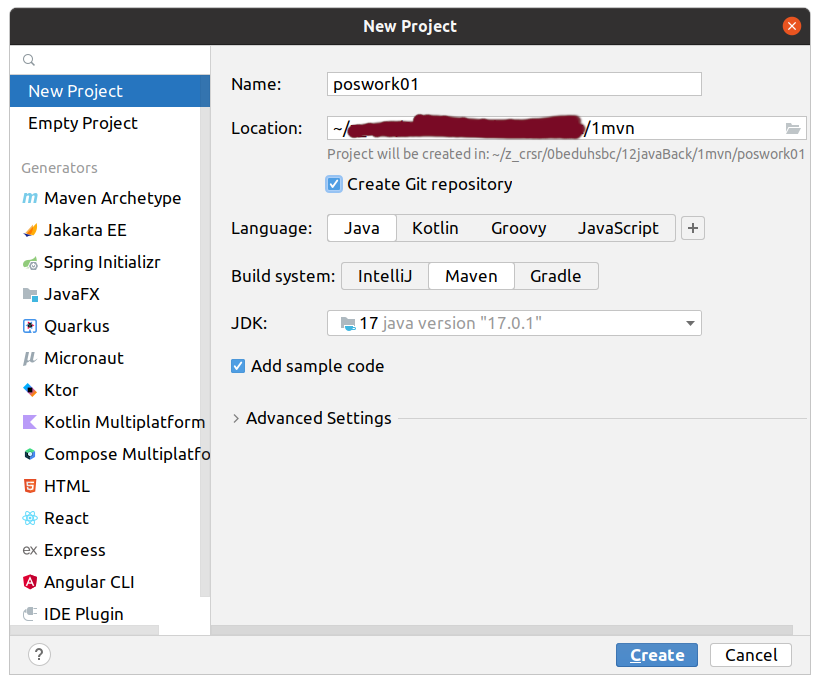 New Project
New Project
Empty Project
Generators
Maven Archetype
Jakarta EE
Spring Initializr
JavaFX
Quarkus
Micronaut
Ktor
Kotlin Multiplatform
Compose Multiplatfo
HTML
React
ex Express
Angular CLI
IDE Plugin
Name: poswork01
Location: ~/ /1mvn
Project will be created in: ~/z_crsr/0beduhsbc/12javaBack/1mvn/poswork01
Create Git repository
Language: Java Kotlin Groovy JavaScript +
Build system: IntelliJ Maven Gradle
JDK: 17 java version "17.0.1"
Add sample code
Advanced Settings
? Create Cancel